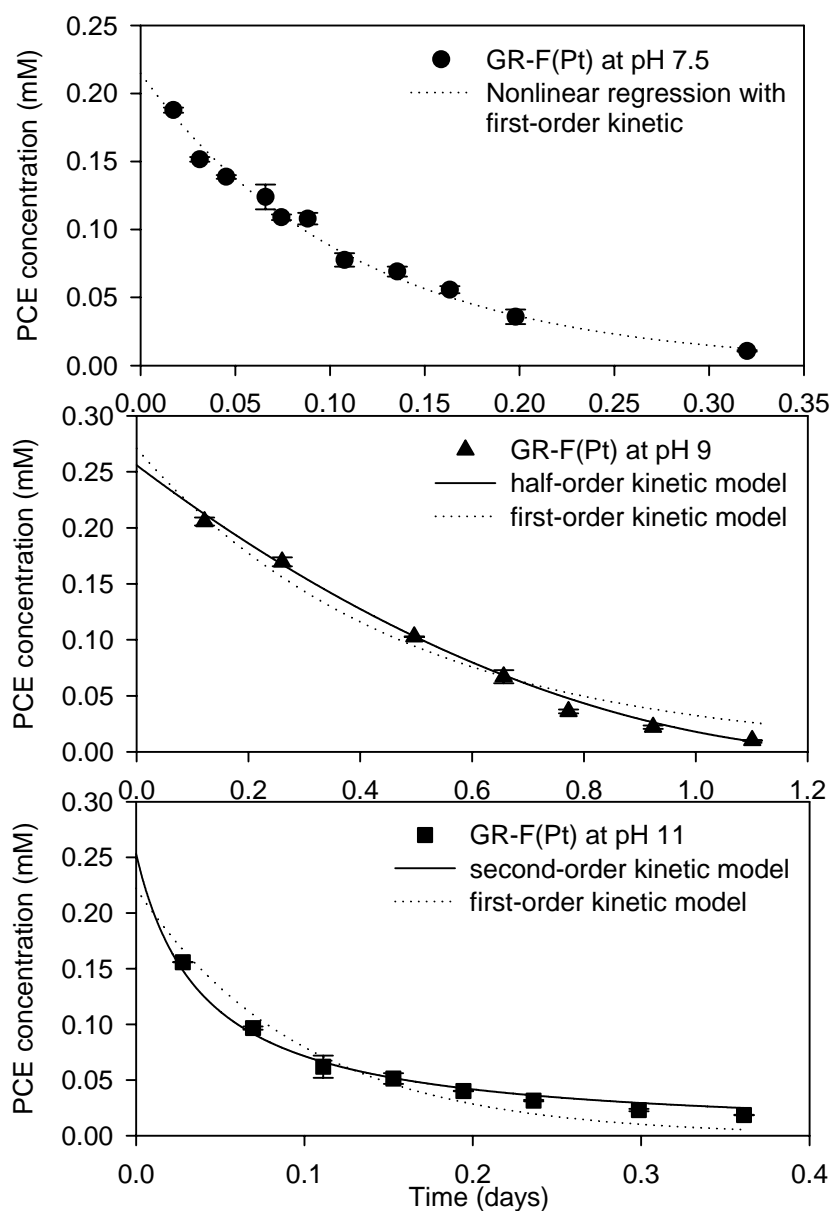 0.25
GR-F(Pt) at pH 7.5
Nonlinear regression with
first-order kinetic
0.20
0.15
0.10
0.05
0.00
PCE concentration (mM)
0.00 0.05 0.10 0.15 0.20 0.25 0.30 0.35
0.30
GR-F(Pt) at pH 9
half-order kinetic model
first-order kinetic model
0.25
0.20
0.15
0.10
0.05
0.00
PCE concentration (mM)
0.0 0.2 0.4 0.6 0.8 1.0 1.2
0.30
GR-F(Pt) at pH 11
second-order kinetic model
first-order kinetic model
0.25
0.20
0.15
0.10
0.05
0.00
PCE concentration (mM)
0.0 0.1 0.2 0.3 0.4
Time (days)